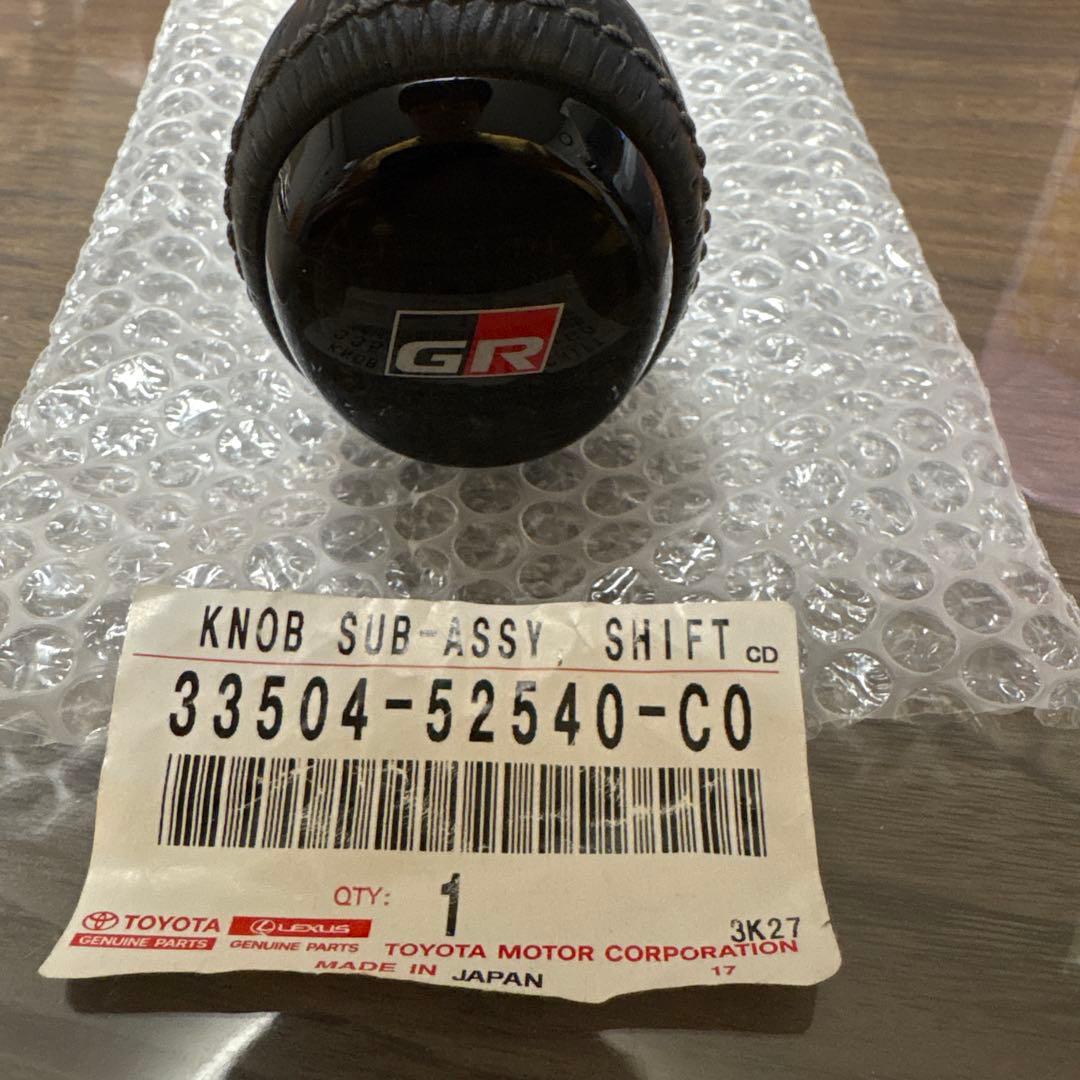 GR
KNOB SUB-ASSY, SHIFT CD
33504-52540-C0
QTY: 1
TOYOTA LEXUS 3K27
GENUINE PARTS GENUINE PARTS TOYOTA MOTOR CORPORATION
MADE IN JAPAN 17